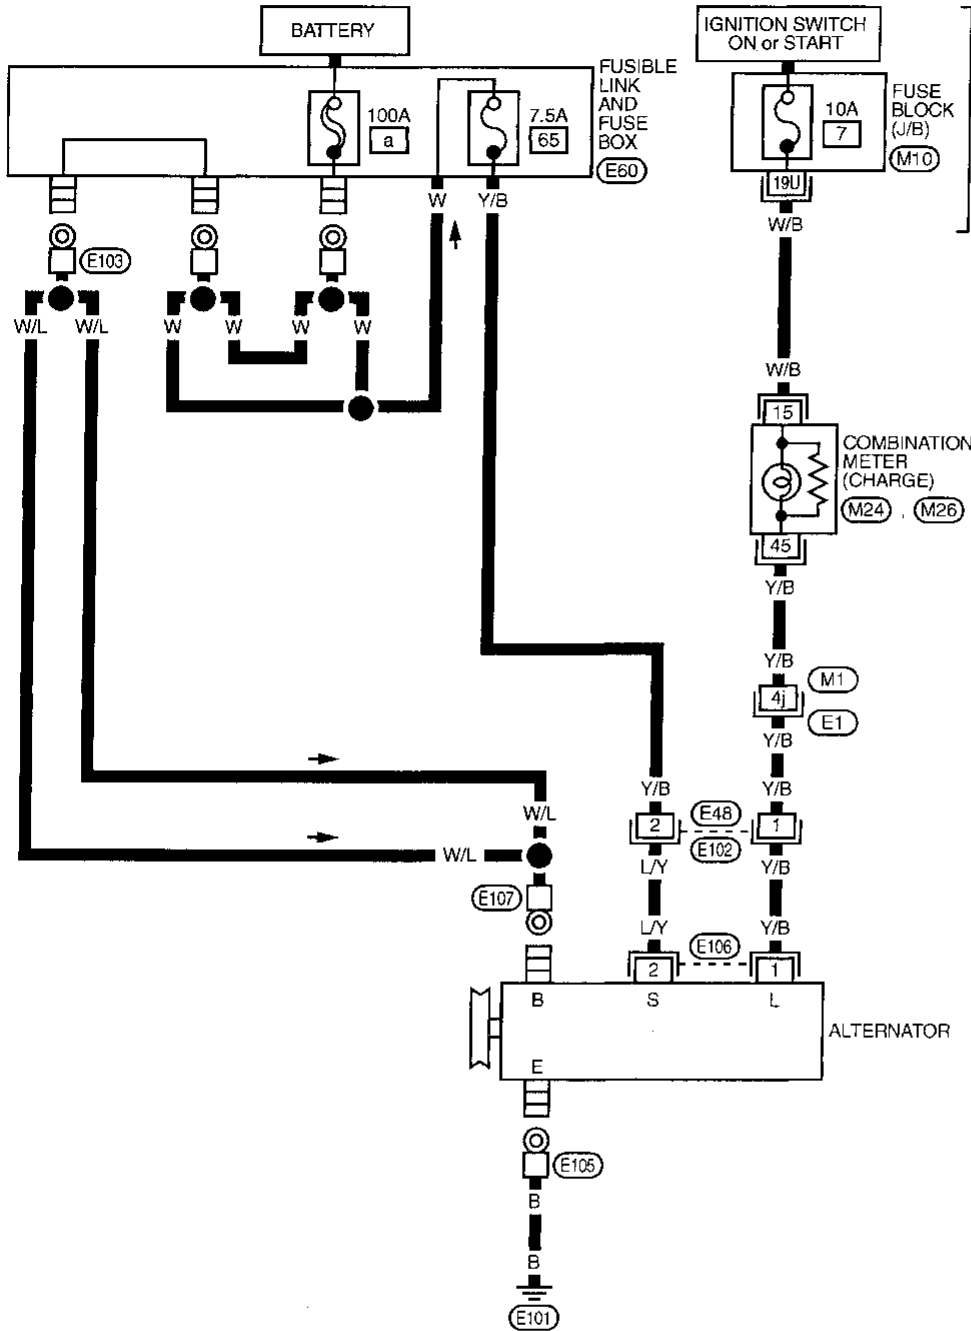 BATTERY
IGNITION SWITCH
ON or START
FUSIBLE
LINK
AND
FUSE
BOX
E60
100A
a
7.5A
65
10A
7
FUSE
BLOCK
(J/B)
M10
19U
W
Y/B
W/B
E103
W/L
W/L
W
W
W
W
W/B
15
COMBINATION
METER
(CHARGE)
M24 , M26
45
Y/B
Y/B
4j
M1
E1
Y/B
Y/B
Y/B
W/L
2
E48
E102
1
W/L
L/Y
Y/B
E107
L/Y
Y/B
E106
2
1
B
S
L
ALTERNATOR
E
E105
B
B
E101